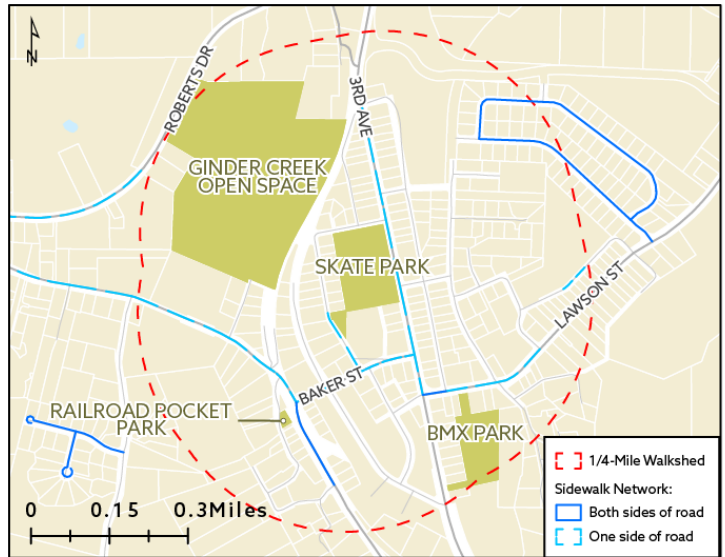 N
ROBERTS DR
3RD AVE
GINDER CREEK
OPEN SPACE
SKATE PARK
LAWSON ST
BAKER ST
RAILROAD POCKET
PARK
BMX PARK
0 0.15 0.3Miles
1/4-Mile Walkshed
Sidewalk Network:
Both sides of road
One side of road